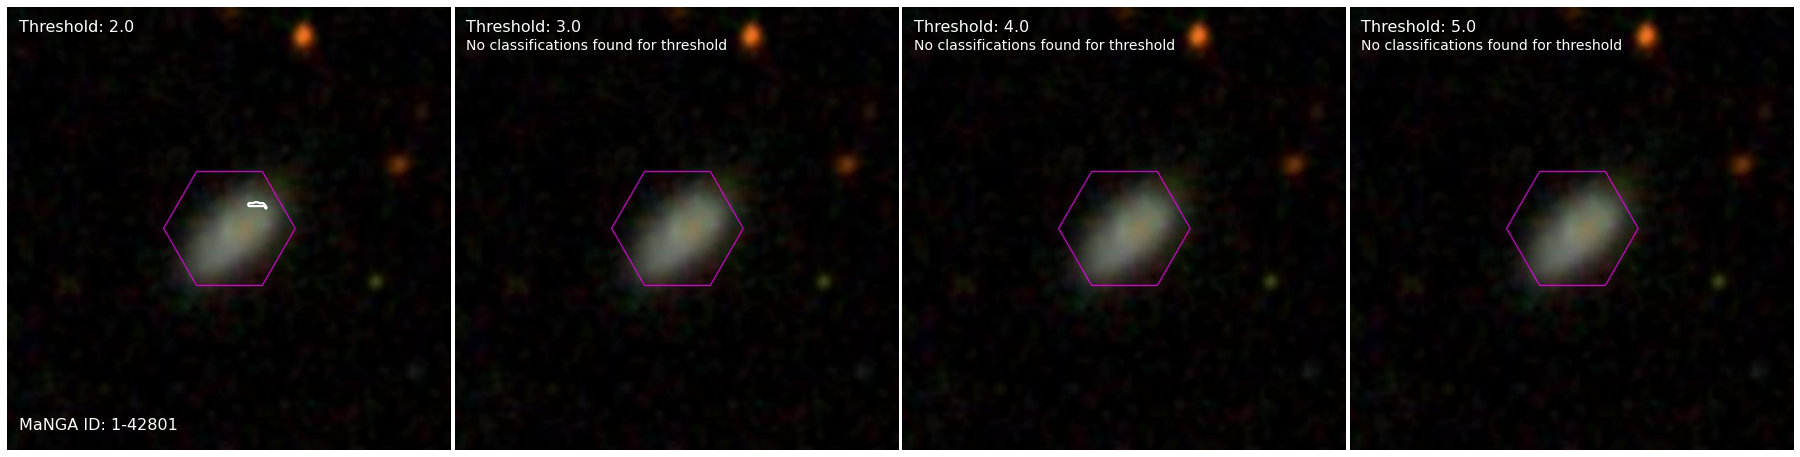 Threshold: 2.0
MaNGA ID: 1-42801
Threshold: 3.0
No classifications found for threshold
Threshold: 4.0
No classifications found for threshold
Threshold: 5.0
No classifications found for threshold